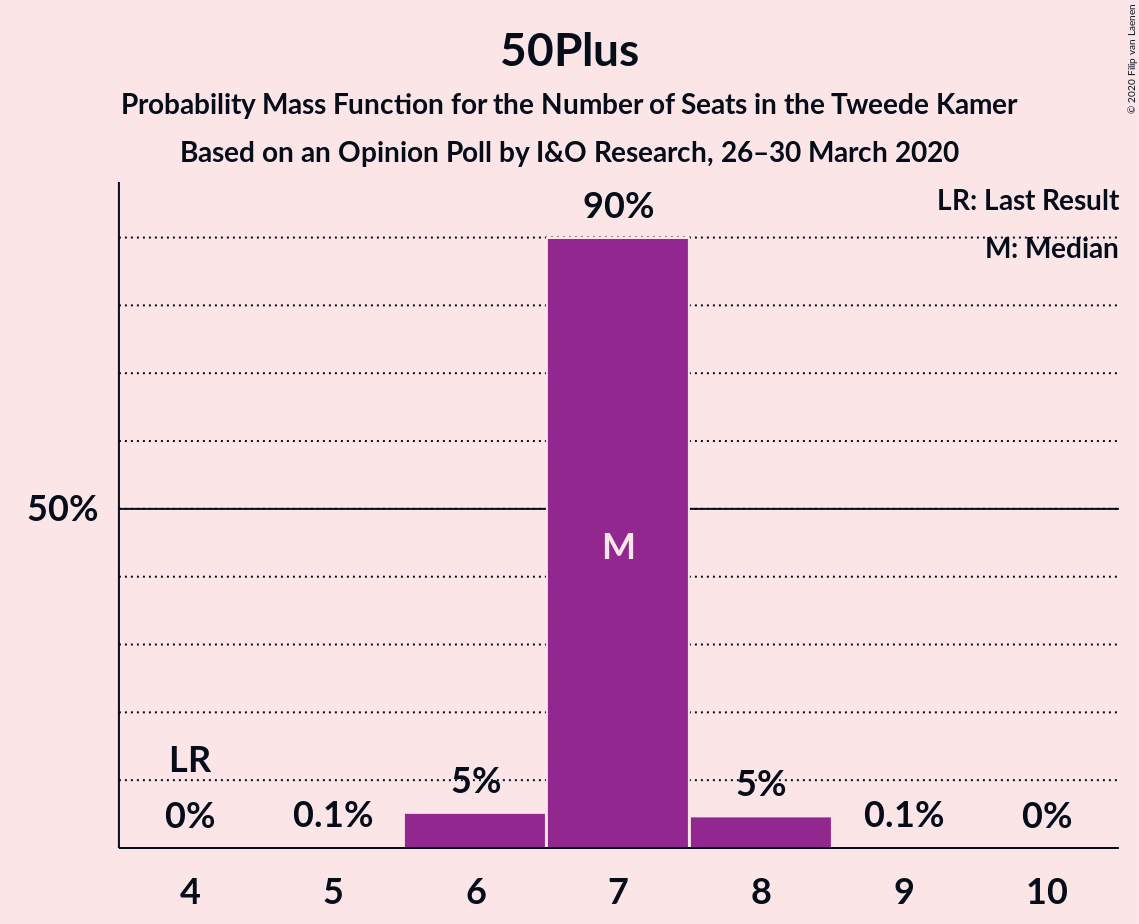 50Plus
Probability Mass Function for the Number of Seats in the Tweede Kamer
Based on an Opinion Poll by I&O Research, 26–30 March 2020
© 2020 Filip van Laenen
LR: Last Result
M: Median
90%
50%
M
LR
0%
0.1%
5%
5%
0.1%
0%
4
5
6
7
8
9
10